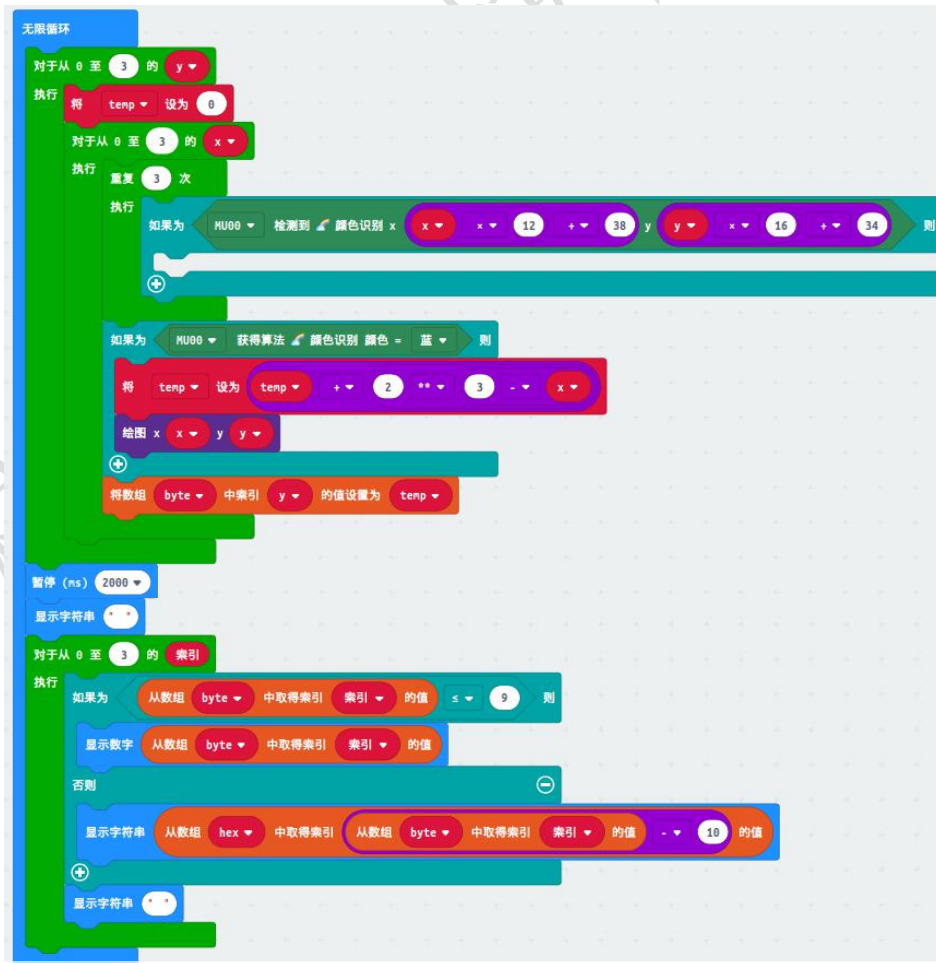 无限循环
对于从 0 至 3 的 y
执行
将 temp 设为 0
对于从 0 至 3 的 x
执行
重复 3 次
执行
如果为 MU00 检测到 颜色识别 x x × 12 + 38 y y × 16 + 34 则
如果为 MU00 获得算法 颜色识别 颜色 = 蓝 则
将 temp 设为 temp + 2 ** 3 - x
绘图 x x y y
将数组 byte 中索引 y 的值设置为 temp
暂停 (ms) 2000
显示字符串 " "
对于从 0 至 3 的 索引
执行
如果为 从数组 byte 中取得索引 索引 的值 ≤ 9 则
显示数字 从数组 byte 中取得索引 索引 的值
否则
显示字符串 从数组 hex 中取得索引 从数组 byte 中取得索引 索引 的值 - 10 的值
显示字符串 " "